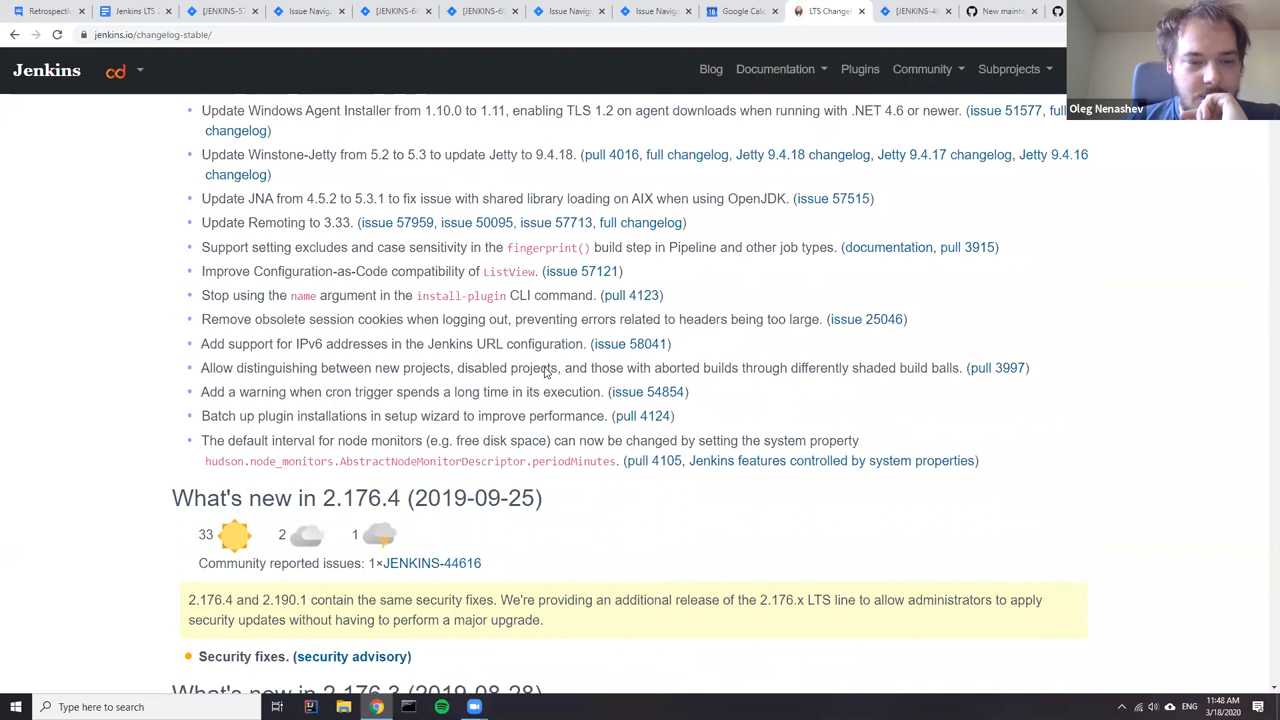 Retrospectiv
Jenkins LTS
[JENKINS-57
Issue Navig
[JENKINS-60
[JENKINS-6
Issue Navig
Issue Navig
Google Cale
LTS Change
[JENKINS-4
New maint
jenkins.io/changelog-stable/
Jenkins
cd
Blog
Documentation
Plugins
Community
Subprojects
Oleg Nenashev
Update Windows Agent Installer from 1.10.0 to 1.11, enabling TLS 1.2 on agent downloads when running with .NET 4.6 or newer. (issue 51577, full
changelog)
Update Winstone-Jetty from 5.2 to 5.3 to update Jetty to 9.4.18. (pull 4016, full changelog, Jetty 9.4.18 changelog, Jetty 9.4.17 changelog, Jetty 9.4.16
changelog)
Update JNA from 4.5.2 to 5.3.1 to fix issue with shared library loading on AIX when using OpenJDK. (issue 57515)
Update Remoting to 3.33. (issue 57959, issue 50095, issue 57713, full changelog)
Support setting excludes and case sensitivity in the fingerprint() build step in Pipeline and other job types. (documentation, pull 3915)
Improve Configuration-as-Code compatibility of ListView. (issue 57121)
Stop using the name argument in the install-plugin CLI command. (pull 4123)
Remove obsolete session cookies when logging out, preventing errors related to headers being too large. (issue 25046)
Add support for IPv6 addresses in the Jenkins URL configuration. (issue 58041)
Allow distinguishing between new projects, disabled projects, and those with aborted builds through differently shaded build balls. (pull 3997)
Add a warning when cron trigger spends a long time in its execution. (issue 54854)
Batch up plugin installations in setup wizard to improve performance. (pull 4124)
The default interval for node monitors (e.g. free disk space) can now be changed by setting the system property
hudson.node_monitors.AbstractNodeMonitorDescriptor.periodMinutes. (pull 4105, Jenkins features controlled by system properties)
What's new in 2.176.4 (2019-09-25)
33
2
1
Community reported issues: 1×JENKINS-44616
2.176.4 and 2.190.1 contain the same security fixes. We're providing an additional release of the 2.176.x LTS line to allow administrators to apply
security updates without having to perform a major upgrade.
Security fixes. (security advisory)
What's new in 2.176.3 (2019-08-28)
Type here to search
ENG
11:48 AM
3/18/2020